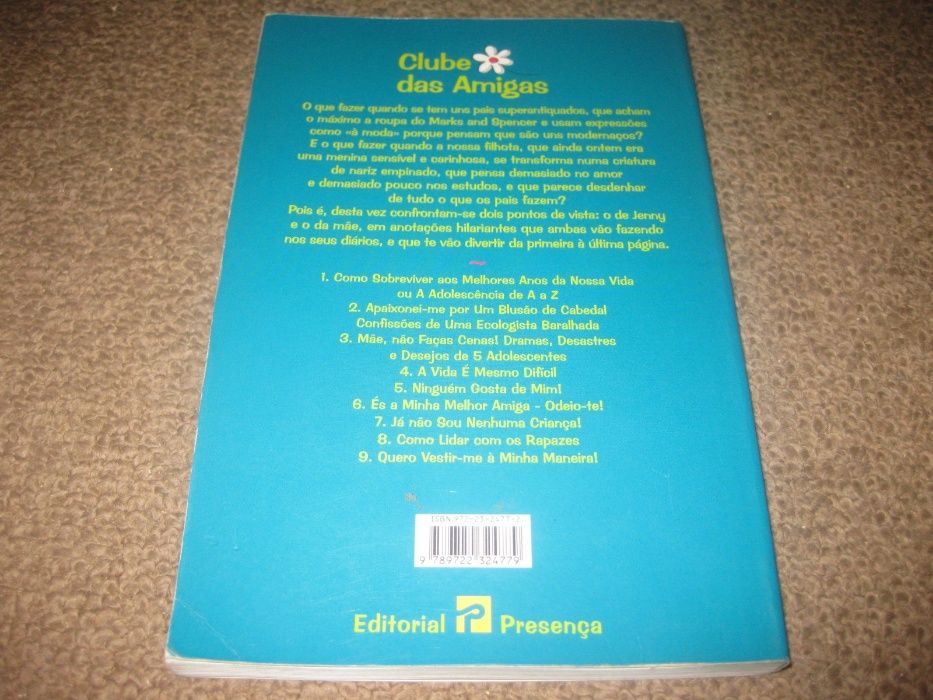 Clube
das Amigas
O que fazer quando se tem uns pais superantiquados, que acham
o máximo a roupa do Marks and Spencer e usam expressões
como «à moda» porque pensam que são uns modernaços?
E o que fazer quando a nossa filhota, que ainda ontem era
uma menina sensível e carinhosa, se transforma numa criatura
de nariz empinado, que pensa demasiado no amor
e demasiado pouco nos estudos, e que parece desdenhar
de tudo o que os pais fazem?
Pois é, desta vez confrontam-se dois pontos de vista: o de Jenny
e o da mãe, em anotações hilariantes que ambas vão fazendo
nos seus diários, e que te vão divertir da primeira à última página.
1. Como Sobreviver aos Melhores Anos da Nossa Vida
ou A Adolescência de A a Z
2. Apaixonei-me por Um Blusão de Cabedal
Confissões de Uma Ecologista Baralhada
3. Mãe, não Faças Cenas! Dramas, Desastres
e Desejos de 5 Adolescentes
4. A Vida É Mesmo Difícil
5. Ninguém Gosta de Mim!
6. És a Minha Melhor Amiga - Odeio-te!
7. Já não Sou Nenhuma Criança!
8. Como Lidar com os Rapazes
9. Quero Vestir-me à Minha Maneira!
ISBN 972-23-2477-2
9 789722 324779
Editorial Presença